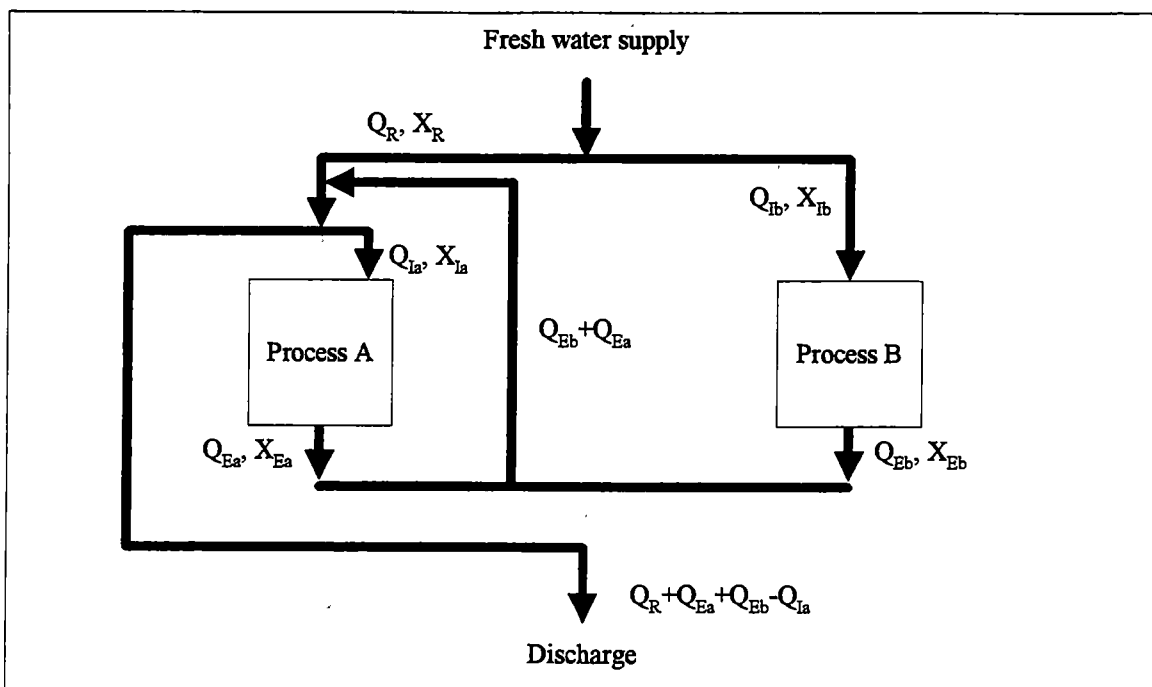 Fresh water supply
Q_R, X_R
Q_Ib, X_Ib
Q_Ia, X_Ia
Q_Eb+Q_Ea
Process A
Process B
Q_Ea, X_Ea
Q_Eb, X_Eb
Q_R+Q_Ea+Q_Eb-Q_Ia
Discharge